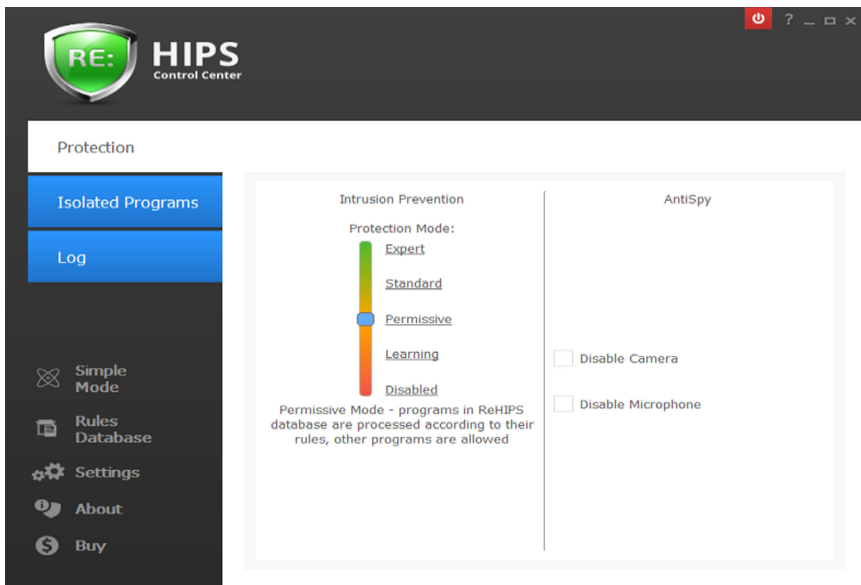 RE:
HIPS
Control Center
?
Protection
Isolated Programs
Log
Simple
Mode
Rules
Database
Settings
About
$
Buy
Intrusion Prevention
Protection Mode:
Expert
Standard
Permissive
Learning
Disabled
Permissive Mode - programs in ReHIPS
database are processed according to their
rules, other programs are allowed
AntiSpy
Disable Camera
Disable Microphone